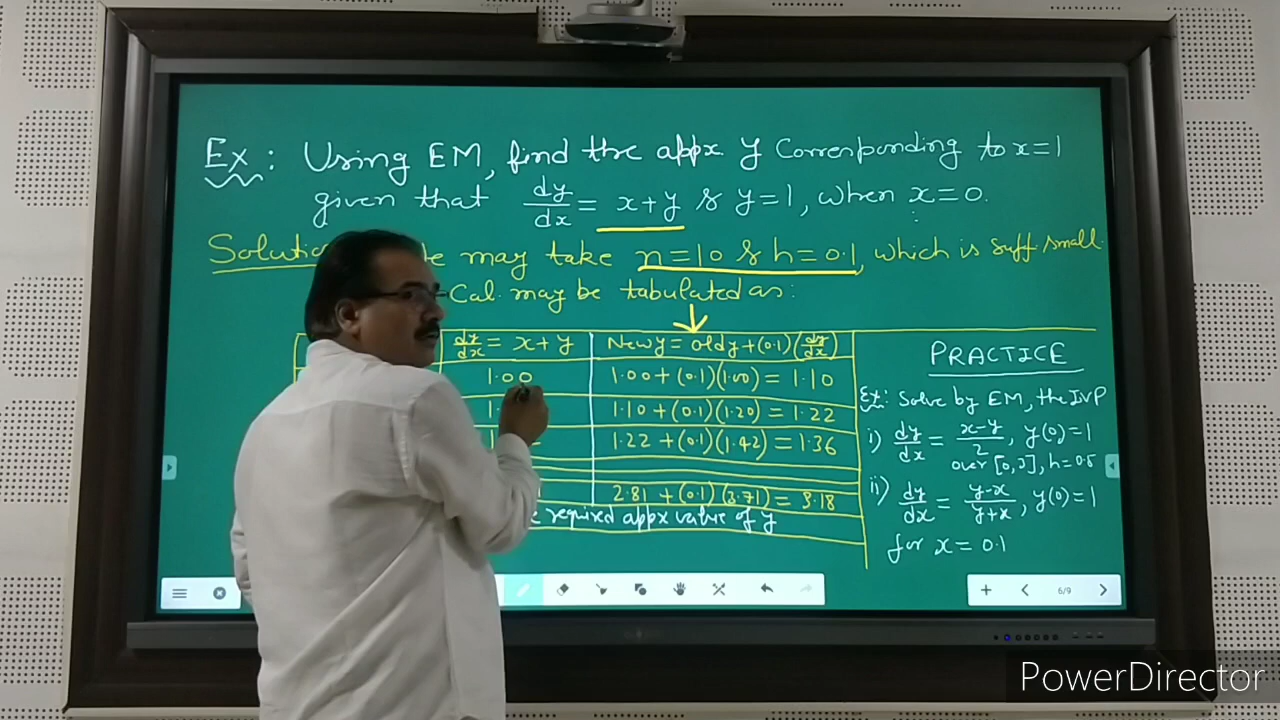 Ex: Using EM, find the appx. y corresponding to x=1
given that dy/dx = x+y & y=1, when x=0.
may take n=10 & h=0.1, which is suff. small.
Cal. may be tabulated as:
dy/dx = x+y New y = old y + (0.1)(dy/dx)
1.00 1.00 + (0.1)(1.00) = 1.10
1.10 + (0.1)(1.20) = 1.22
1.22 + (0.1)(1.42) = 1.36
2.81 + (0.1)(3.71) = 3.18
required appx value of y
PRACTICE
Ex: Solve by EM, the IVP
i) dy/dx = x-y/2, y(0)=1
over [0,3], h=0.5
ii) dy/dx = y-x/y+x, y(0)=1
for x = 0.1
6/9
PowerDirector